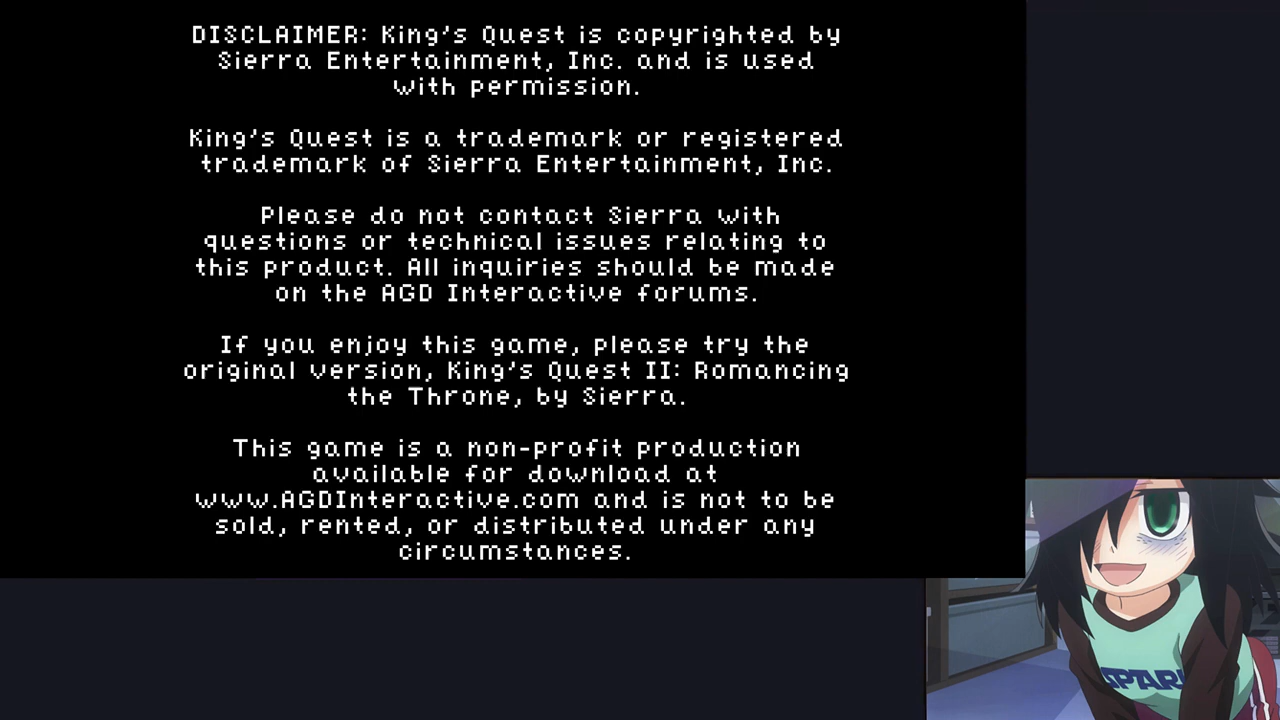 DISCLAIMER: King's Quest is copyrighted by
Sierra Entertainment, Inc. and is used
with permission.
King's Quest is a trademark or registered
trademark of Sierra Entertainment, Inc.
Please do not contact Sierra with
questions or technical issues relating to
this product. All inquiries should be made
on the AGD Interactive forums.
If you enjoy this game, please try the
original version, King's Quest II: Romancing
the Throne, by Sierra.
This game is a non-profit production
available for download at
www.AGDInteractive.com and is not to be
sold, rented, or distributed under any
circumstances.